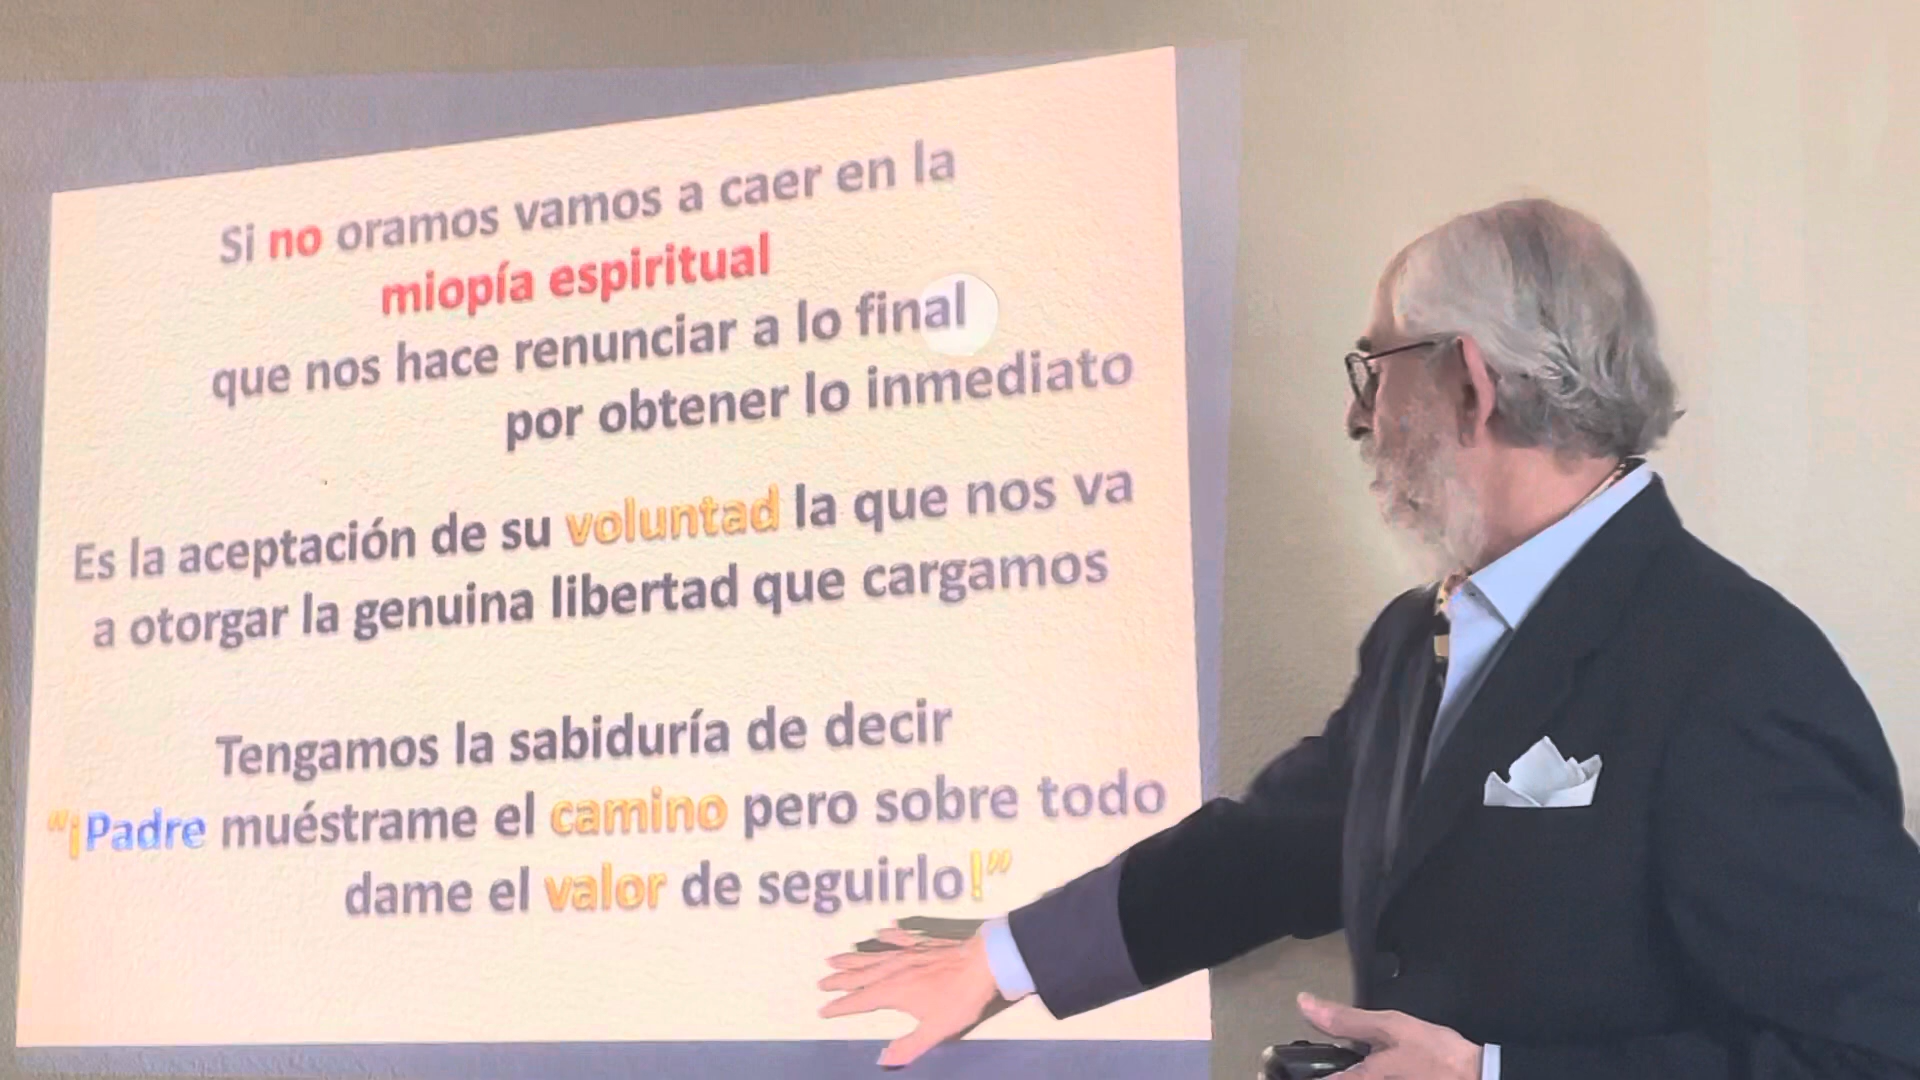 Si no oramos vamos a caer en la
miopía espiritual
que nos hace renunciar a lo final
por obtener lo inmediato
Es la aceptación de su voluntad la que nos va
a otorgar la genuina libertad que cargamos
Tengamos la sabiduría de decir
"¡Padre muéstrame el camino pero sobre todo
dame el valor de seguirlo!"